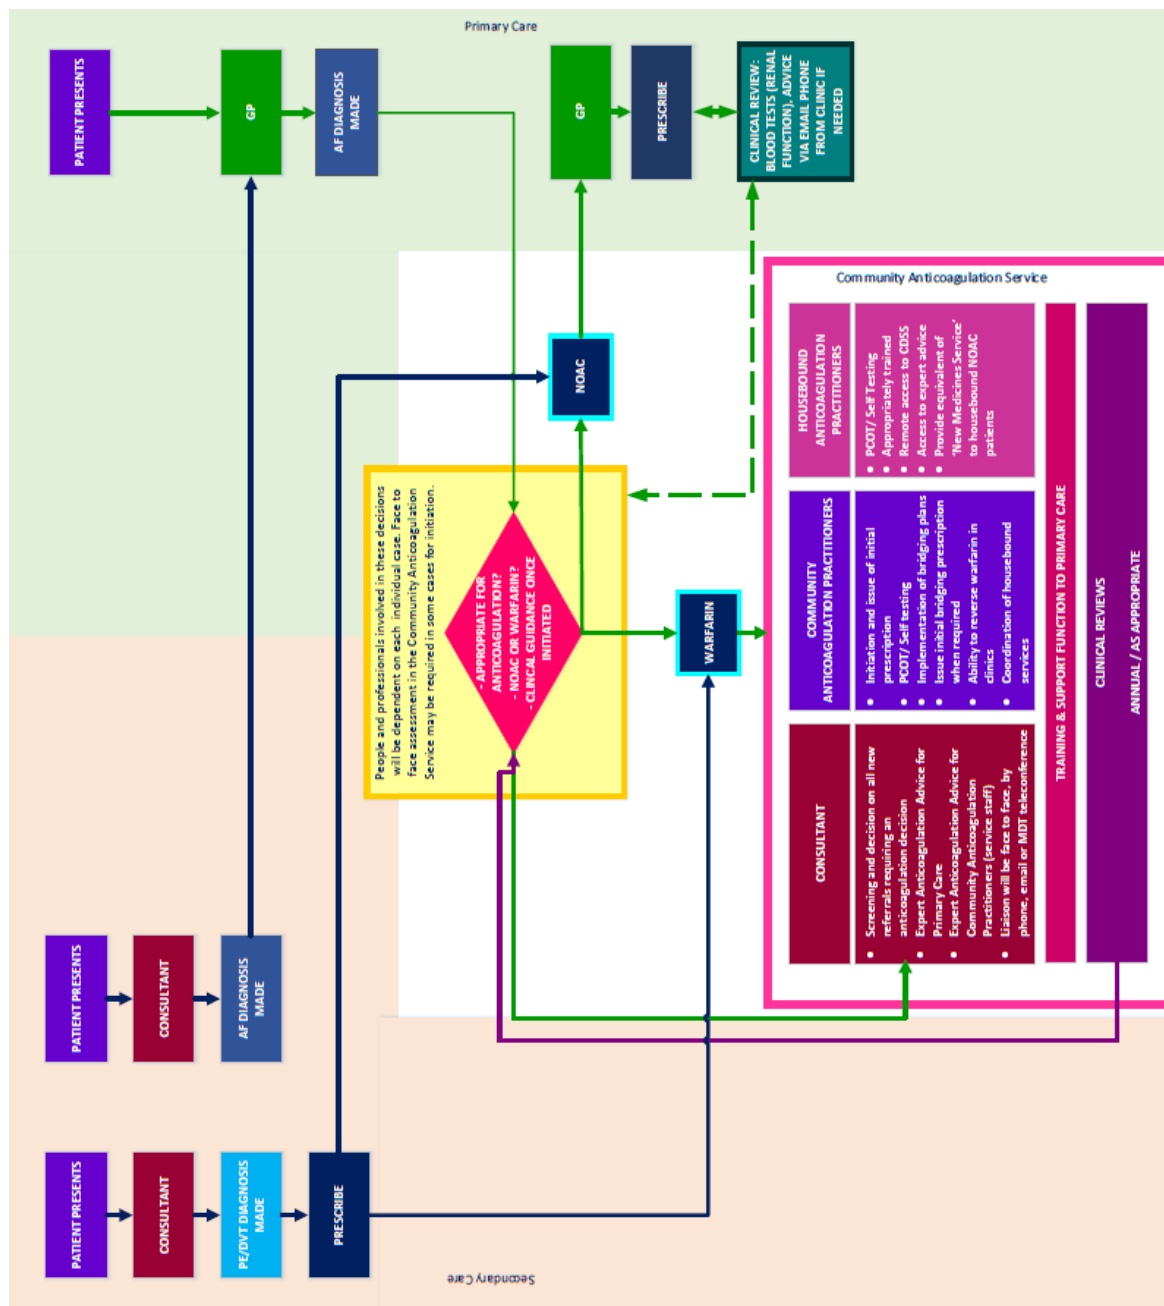 Primary Care
PATIENT PRESENTS
GP
AF DIAGNOSIS
MADE
GP
PRESCRIBE
CLINICAL REVIEW:
BLOOD TESTS (RENAL
FUNCTION), ADVICE
VIA EMAIL PHONE
FROM CLINIC IF
NEEDED
NOAC
People and professionals involved in these decisions
will be dependent on each individual case. Face to
face assessment in the Community Anticoagulation
Service may be required in some cases for initiation.
- APPROPRIATE FOR
ANTICOAGULATION?
- NOAC OR WARFARIN?
- CLINCAL GUIDANCE ONCE
INITIATED
WARFARIN
Community Anticoagulation Service
HOUSEBOUND
ANTICOAGULATION
PRACTITIONERS
• PCOT/ Self Testing
• Appropriately trained
• Remote access to CDSS
• Access to expert advice
• Provide equivalent of
'New Medicines Service'
to housebound NOAC
patients
COMMUNITY
ANTICOAGULATION PRACTITIONERS
• Initiation and issue of initial
prescription
• PCOT/ Self testing
• Implementation of bridging plans
• Issue initial bridging prescription
when required
• Ability to reverse warfarin in
clinics
• Coordination of housebound
services
CONSULTANT
• Screening and decision on all new
referrals requiring an
anticoagulation decision
• Expert Anticoagulation Advice for
Primary Care
• Expert Anticoagulation Advice for
Community Anticoagulation
Practitioners (service staff)
• Liaison will be face to face, by
phone, email or MDT teleconference
TRAINING & SUPPORT FUNCTION TO PRIMARY CARE
CLINICAL REVIEWS
ANNUAL / AS APPROPRIATE
PATIENT PRESENTS
CONSULTANT
AF DIAGNOSIS
MADE
PATIENT PRESENTS
CONSULTANT
PE/DVT DIAGNOSIS
MADE
PRESCRIBE
Secondary Care